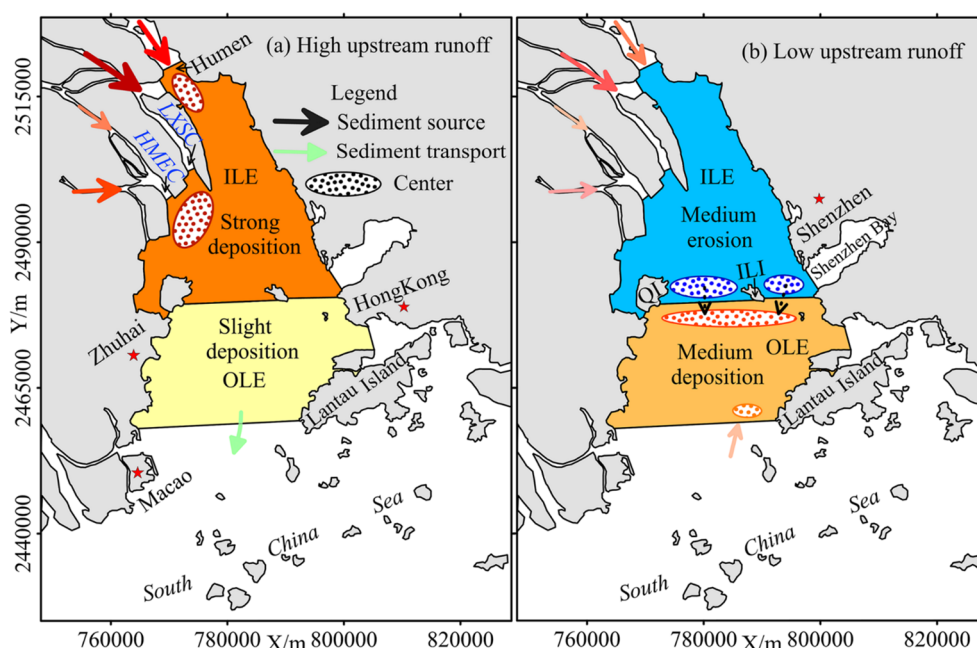 (a) High upstream runoff
Humen
Legend
Sediment source
Sediment transport
Center
LXSC
HMEC
ILE
Strong
deposition
HongKong
Zhuhai
Slight
deposition
OLE
Lantau Island
Macao
South China Sea
2515000
2490000
2465000
2440000
Y/m
760000 780000 800000 820000
X/m
(b) Low upstream runoff
ILE
Medium
erosion
Shenzhen
Shenzhen Bay
QI
ILI
OLE
Medium
deposition
Lantau Island
South China Sea
760000 780000 800000 820000
X/m